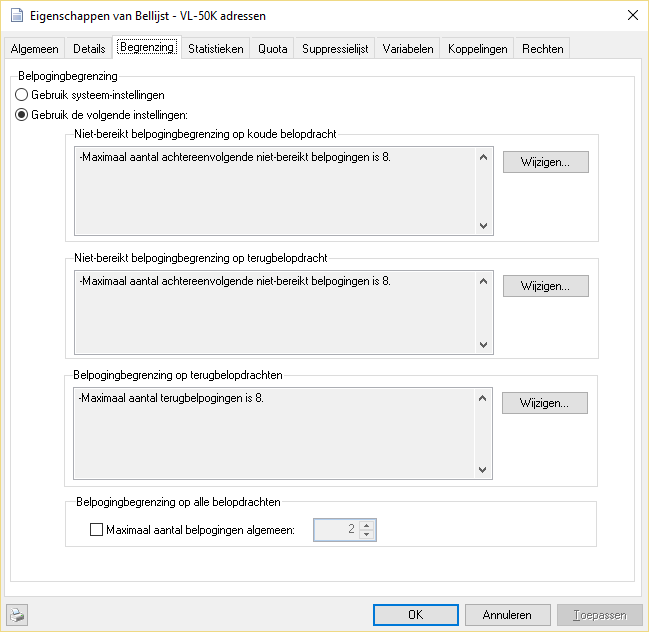 Eigenschappen van Bellijst - VL-50K adressen
Algemeen Details Begrenzing Statistieken Quota Suppressielijst Variabelen Koppelingen Rechten
Belpogingbegrenzing
Gebruik systeem-instellingen
Gebruik de volgende instellingen:
Niet-bereikt belpogingbegrenzing op koude belopdracht
-Maximaal aantal achtereenvolgende niet-bereikt belpogingen is 8.
Wijzigen...
Niet-bereikt belpogingbegrenzing op terugbelopdracht
-Maximaal aantal achtereenvolgende niet-bereikt belpogingen is 8.
Wijzigen...
Belpogingbegrenzing op terugbelopdrachten
-Maximaal aantal terugbelpogingen is 8.
Wijzigen...
Belpogingbegrenzing op alle belopdrachten
Maximaal aantal belpogingen algemeen: 2
OK Annuleren Toepassen